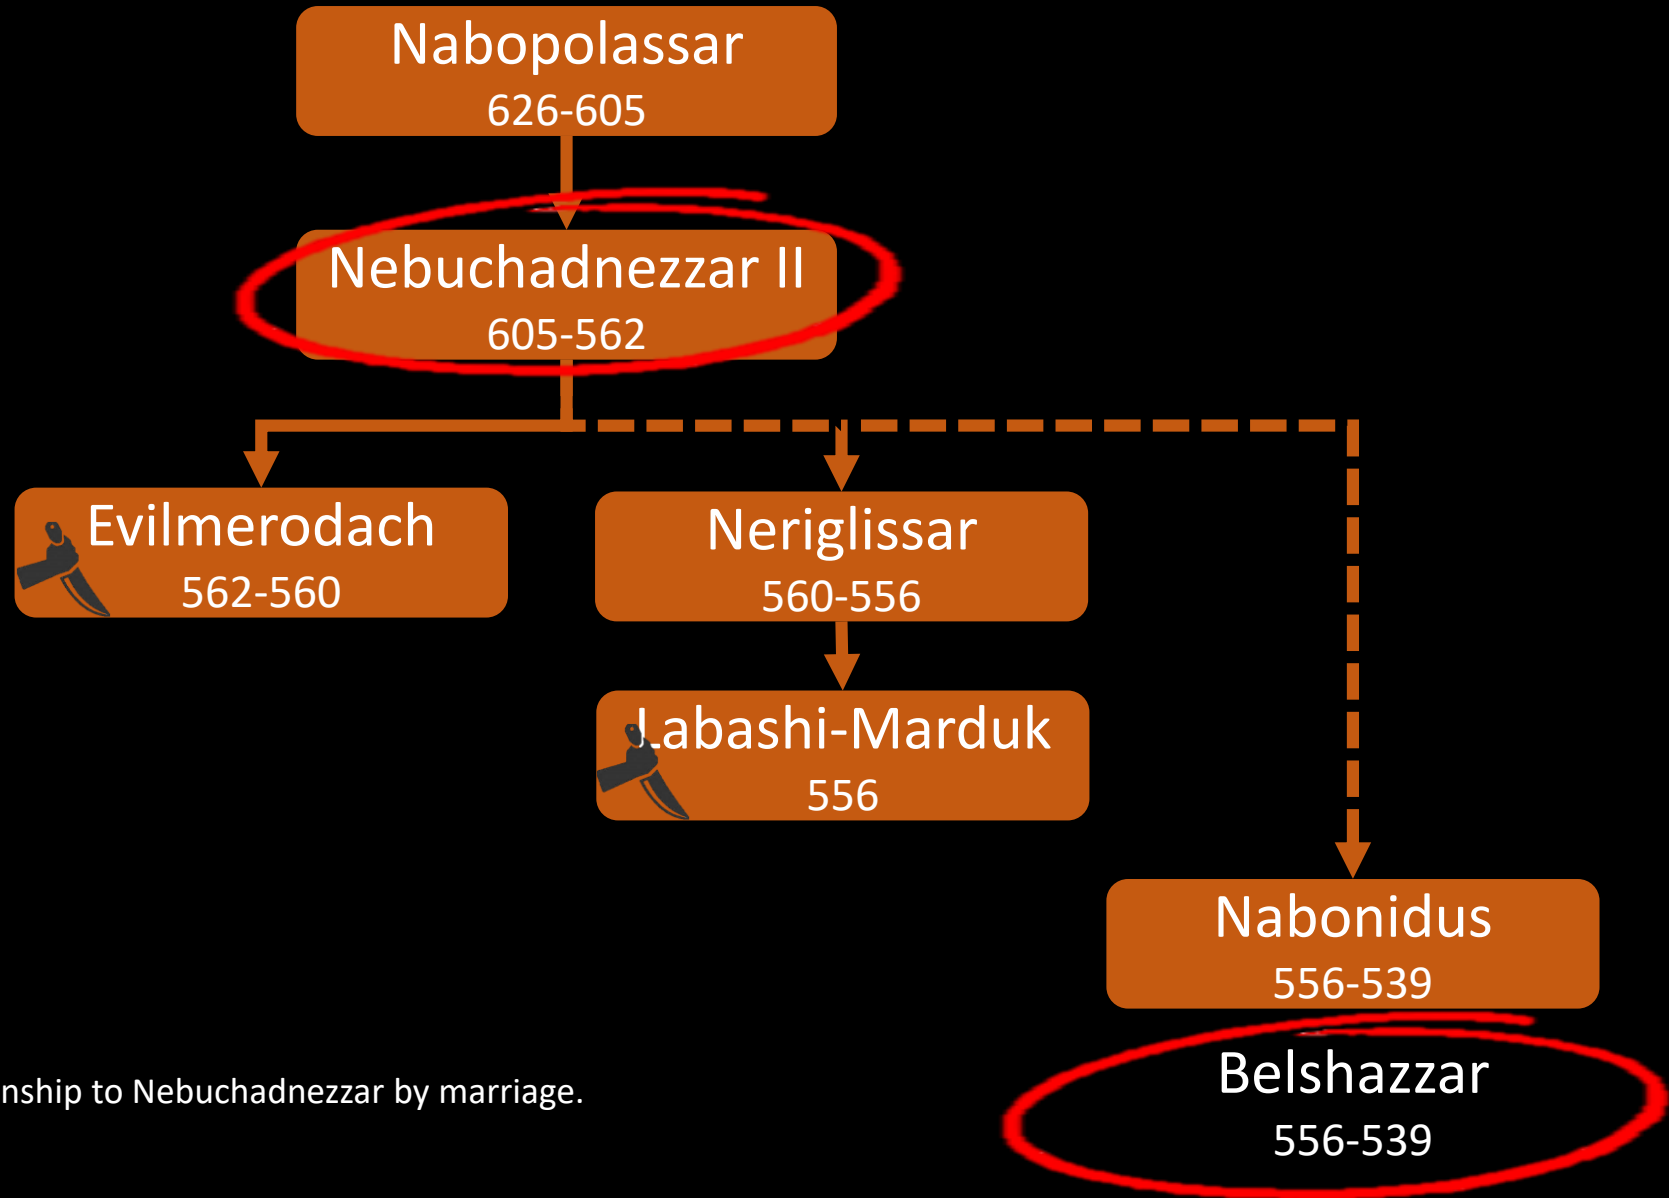 Nabopolassar
626-605
Nebuchadnezzar II
605-562
Evilmerodach
562-560
Neriglissar
560-556
Labashi-Marduk
556
Nabonidus
556-539
Belshazzar
556-539
nship to Nebuchadnezzar by marriage.